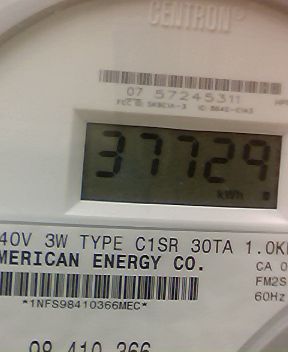 CENTRON®
07 57245311
37729
kWh
40V 3W TYPE C1SR 30TA 1.0K
MERICAN ENERGY CO.
CA 0
FM2S
*1NFS98410366MEC*
60Hz
98 410 366